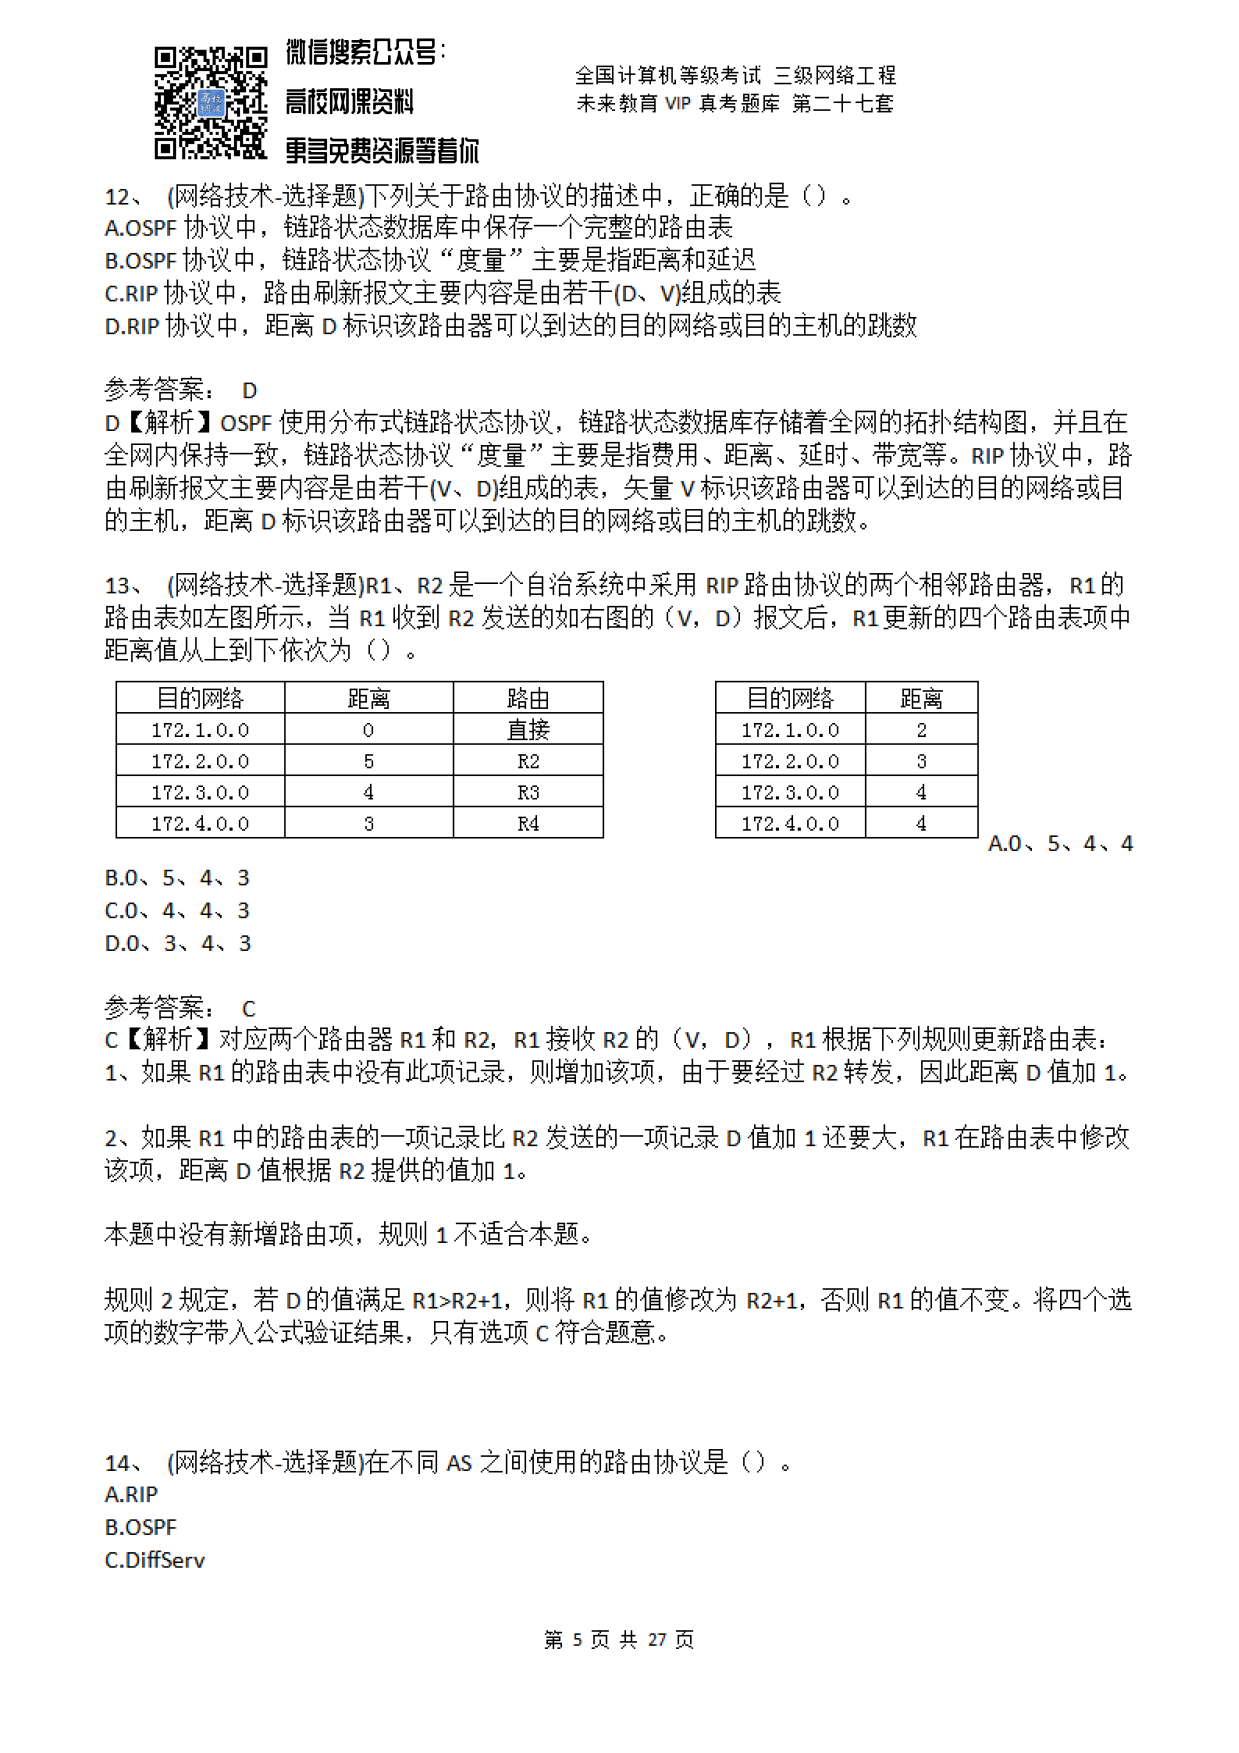 微信搜索公众号：
高校网课资料
更多免费资源等着你
全国计算机等级考试 三级网络工程
未来教育 VIP 真考题库 第二十七套
12、 (网络技术-选择题)下列关于路由协议的描述中，正确的是（）。
A.OSPF 协议中，链路状态数据库中保存一个完整的路由表
B.OSPF 协议中，链路状态协议“度量”主要是指距离和延迟
C.RIP 协议中，路由刷新报文主要内容是由若干(D、V)组成的表
D.RIP 协议中，距离 D 标识该路由器可以到达的目的网络或目的主机的跳数
参考答案： D
D【解析】OSPF 使用分布式链路状态协议，链路状态数据库存储着全网的拓扑结构图，并且在
全网内保持一致，链路状态协议“度量”主要是指费用、距离、延时、带宽等。RIP 协议中，路
由刷新报文主要内容是由若干(V、D)组成的表，矢量 V 标识该路由器可以到达的目的网络或目
的主机，距离 D 标识该路由器可以到达的目的网络或目的主机的跳数。
13、 (网络技术-选择题)R1、R2 是一个自治系统中采用 RIP 路由协议的两个相邻路由器，R1 的
路由表如左图所示，当 R1 收到 R2 发送的如右图的（V，D）报文后，R1 更新的四个路由表项中
距离值从上到下依次为（）。
目的网络 距离 路由 目的网络 距离
172.1.0.0 0 直接 172.1.0.0 2
172.2.0.0 5 R2 172.2.0.0 3
172.3.0.0 4 R3 172.3.0.0 4
172.4.0.0 3 R4 172.4.0.0 4
A.0、5、4、4
B.0、5、4、3
C.0、4、4、3
D.0、3、4、3
参考答案： C
C【解析】对应两个路由器 R1 和 R2，R1 接收 R2 的（V，D），R1 根据下列规则更新路由表：
1、如果 R1 的路由表中没有此项记录，则增加该项，由于要经过 R2 转发，因此距离 D 值加 1。
2、如果 R1 中的路由表的一项记录比 R2 发送的一项记录 D 值加 1 还要大，R1 在路由表中修改
该项，距离 D 值根据 R2 提供的值加 1。
本题中没有新增路由项，规则 1 不适合本题。
规则 2 规定，若 D 的值满足 R1>R2+1，则将 R1 的值修改为 R2+1，否则 R1 的值不变。将四个选
项的数字带入公式验证结果，只有选项 C 符合题意。
14、 (网络技术-选择题)在不同 AS 之间使用的路由协议是（）。
A.RIP
B.OSPF
C.DiffServ
第 5 页 共 27 页